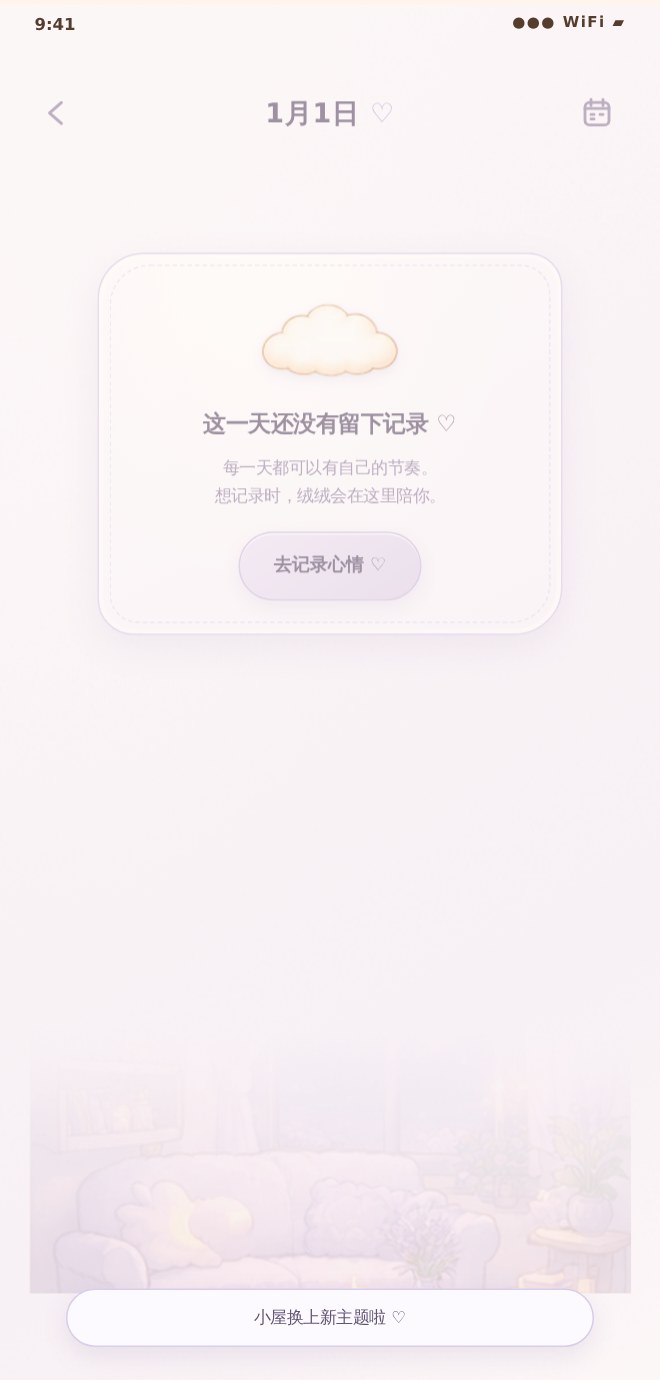 9:41
●●● WiFi ▰
1月1日 ♡
这一天还没有留下记录 ♡
每一天都可以有自己的节奏。
想记录时，绒绒会在这里陪你。
去记录心情 ♡
小屋换上新主题啦 ♡